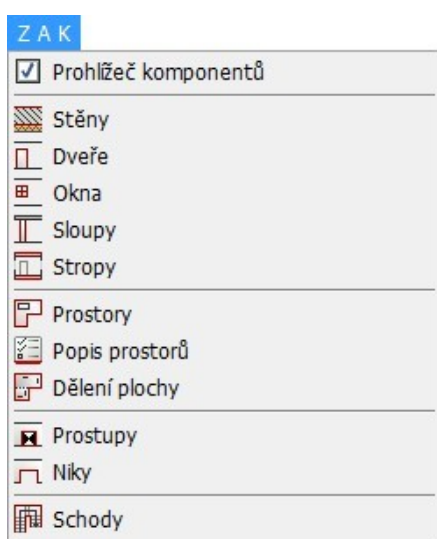 Z A K
Prohlížeč komponentů
Stěny
Dveře
Okna
Sloupy
Stropy
Prostory
Popis prostorů
Dělení plochy
Prostupy
Niky
Schody